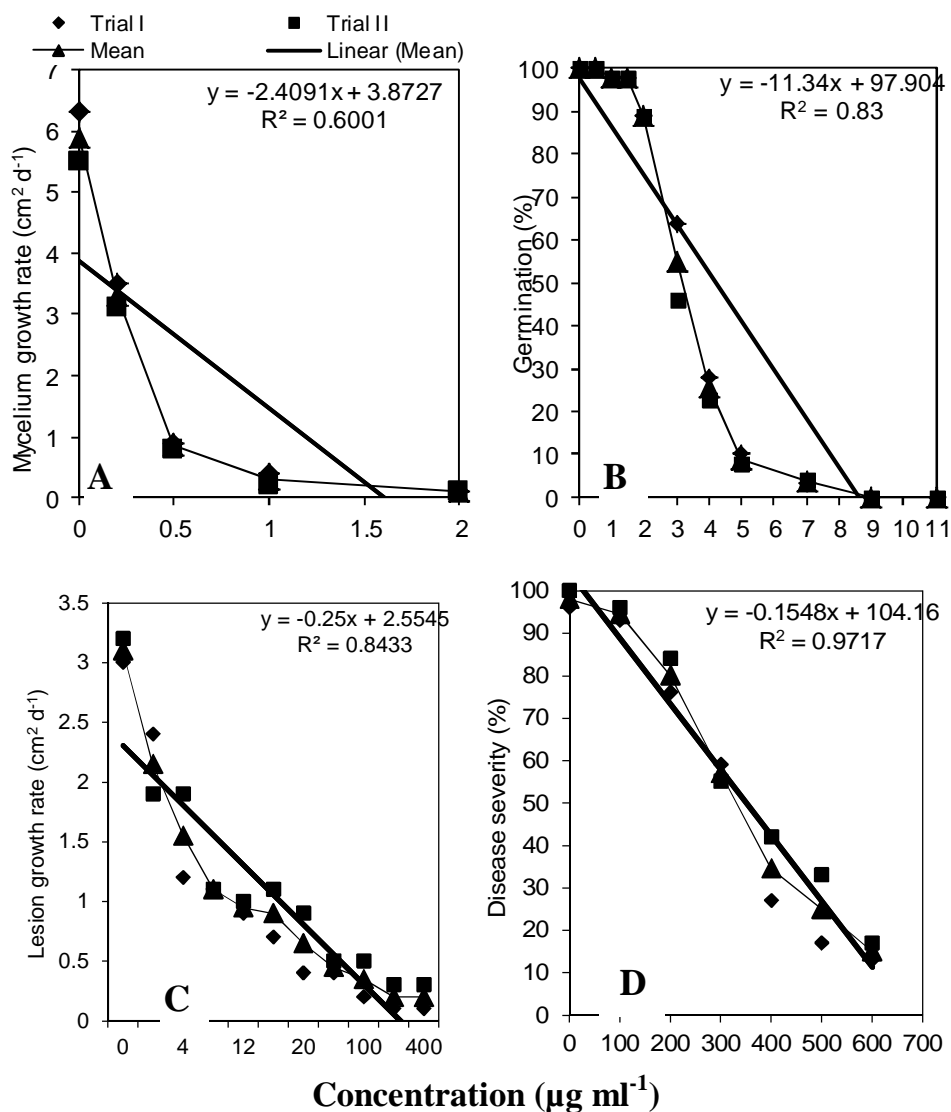 Trial I Trial II
Mean Linear (Mean)
y = -2.4091x + 3.8727
R² = 0.6001
Mycelium growth rate (cm² d⁻¹)
7
6
5
4
3
2
1
0
0 0.5 1 1.5 2
A
y = -11.34x + 97.904
R² = 0.83
Germination (%)
100
90
80
70
60
50
40
30
20
10
0
0 1 2 3 4 5 6 7 8 9 10 11
B
y = -0.25x + 2.5545
R² = 0.8433
Lesion growth rate (cm² d⁻¹)
3.5
3
2.5
2
1.5
1
0.5
0
0 4 12 20 100 400
C
y = -0.1548x + 104.16
R² = 0.9717
Disease severity (%)
100
90
80
70
60
50
40
30
20
10
0
0 100 200 300 400 500 600 700
D
Concentration (µg ml⁻¹)